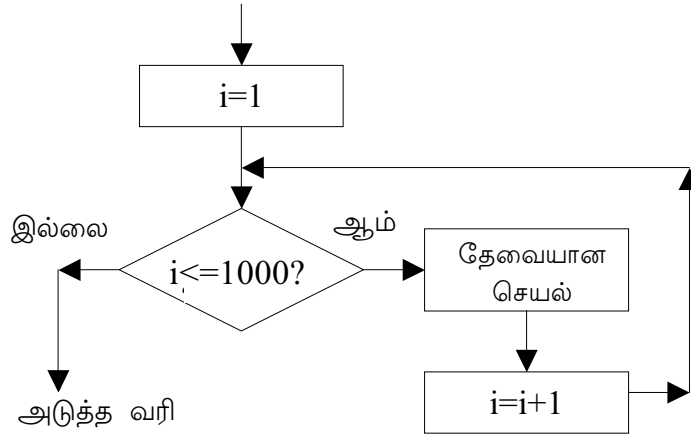 i=1
இல்லை
ஆம்
i<=1000?
தேவையான
செயல்
i=i+1
அடுத்த வரி